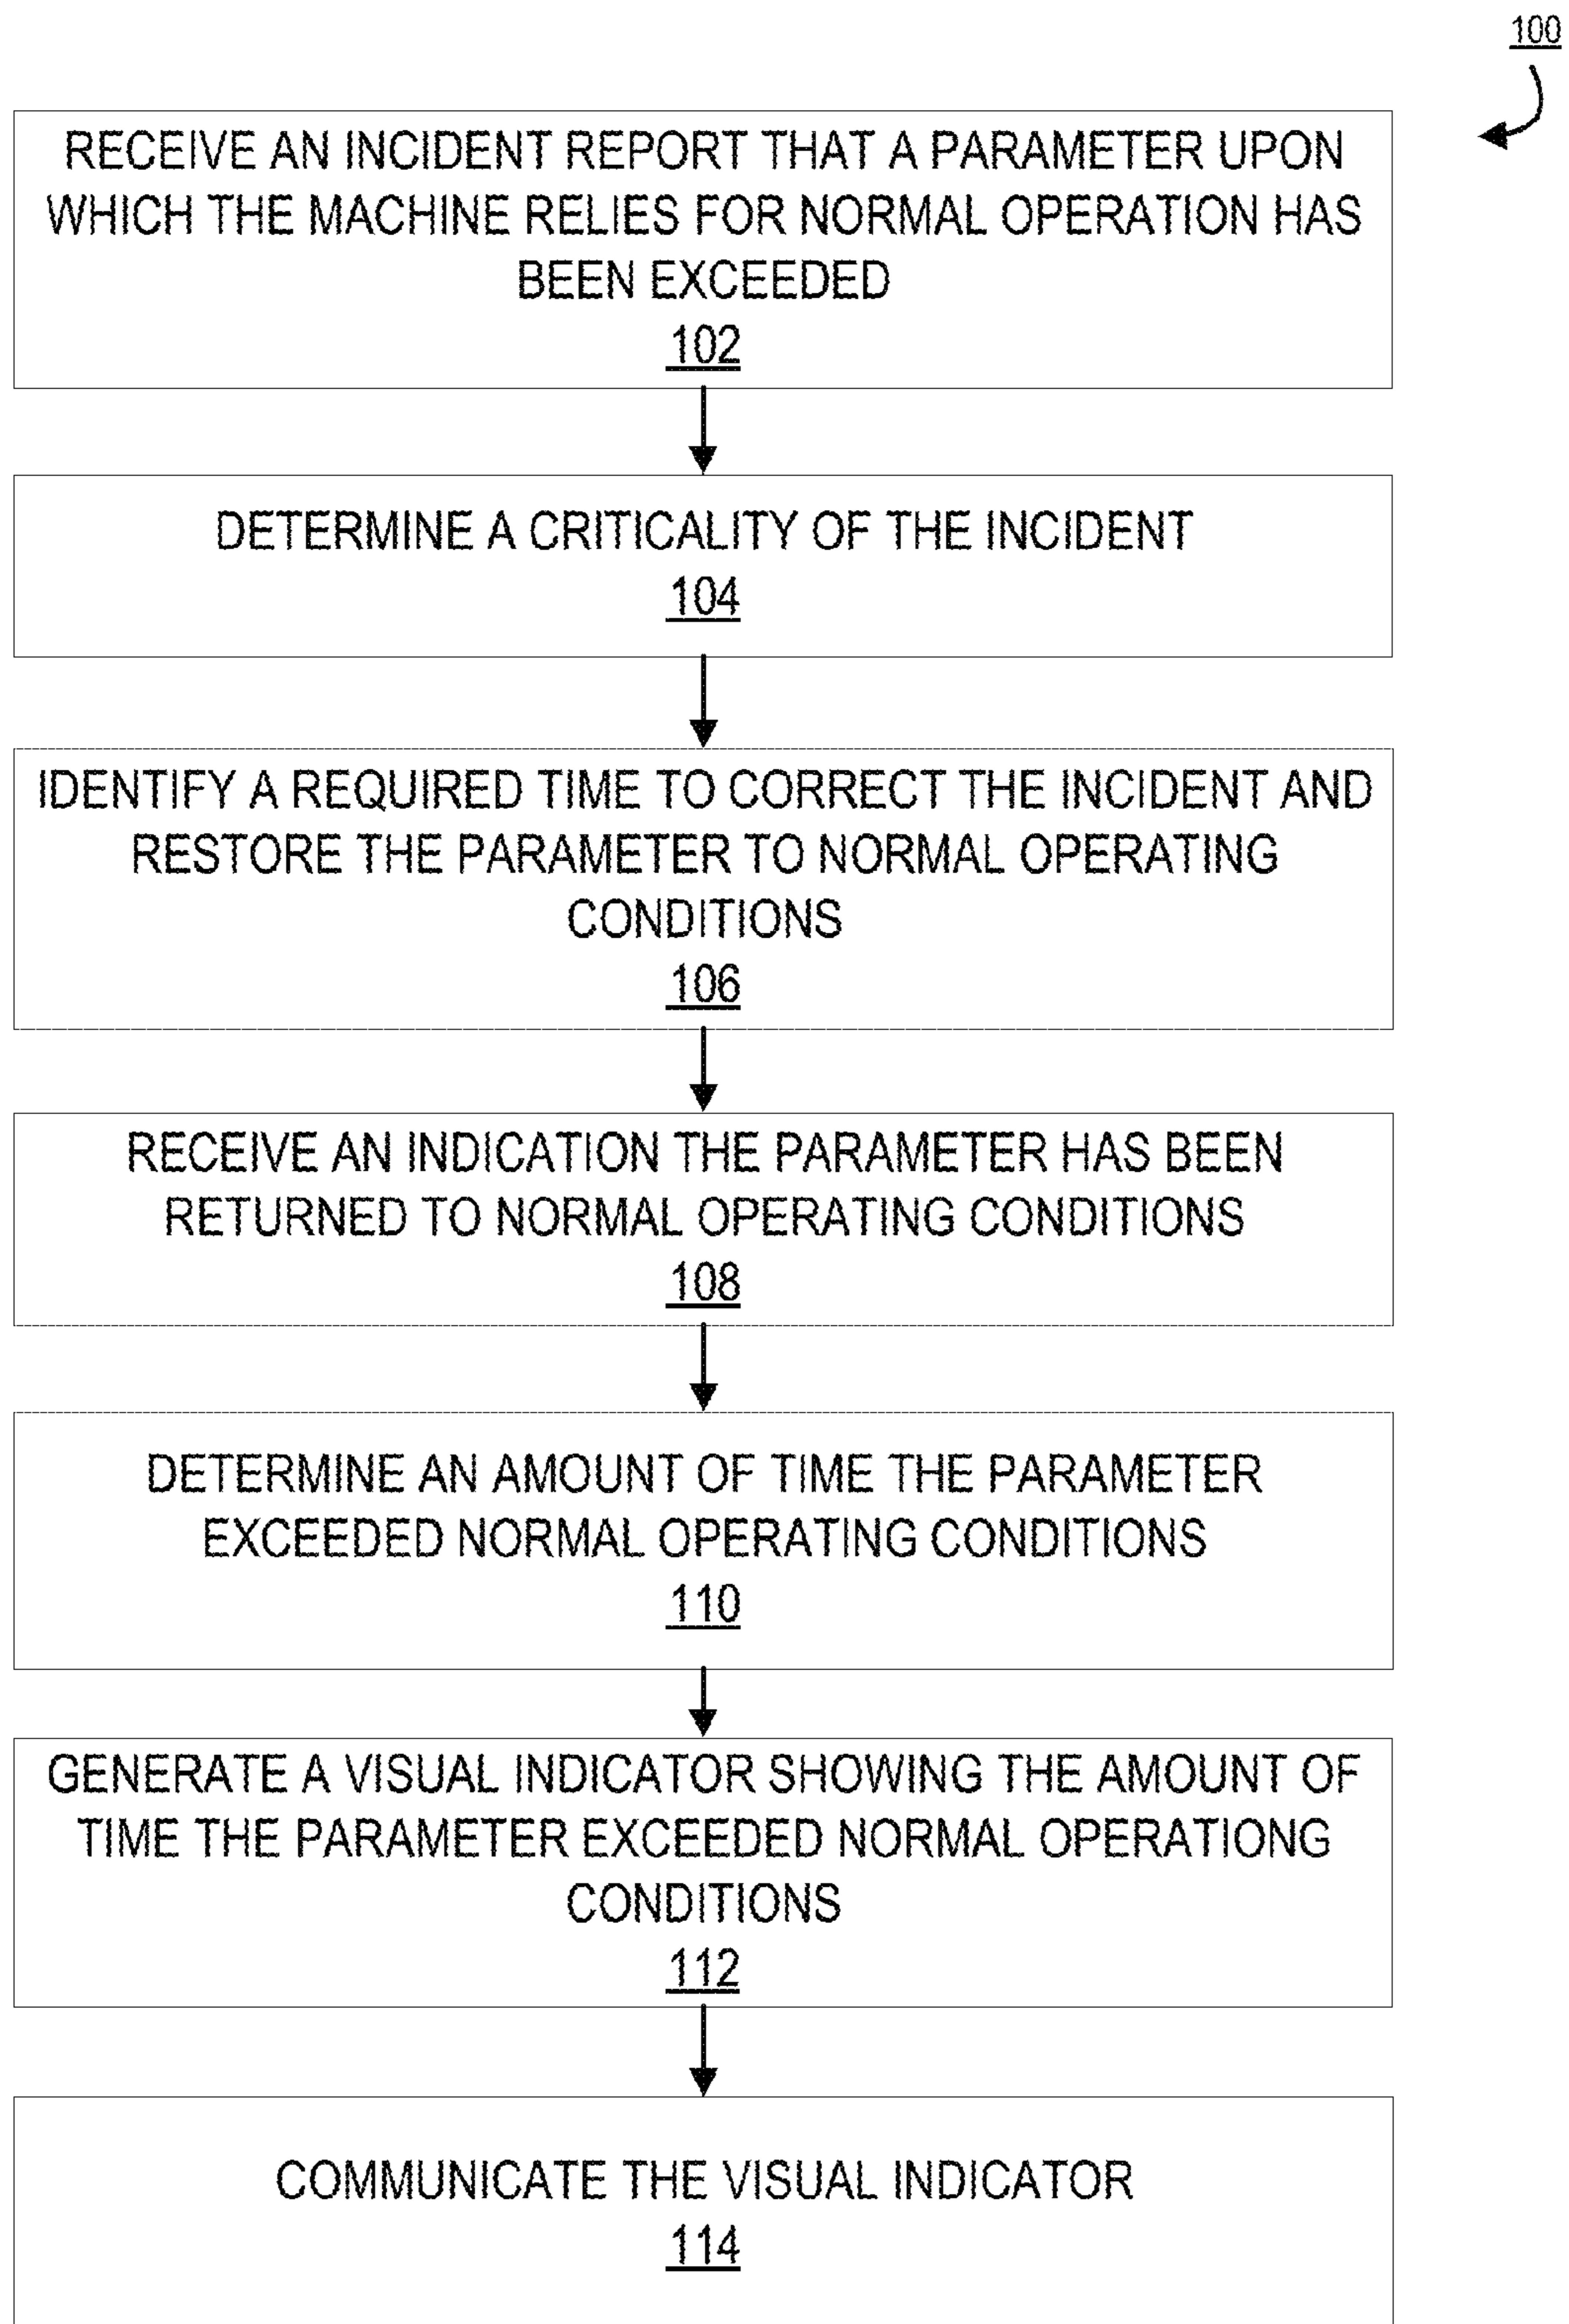 100
RECEIVE AN INCIDENT REPORT THAT A PARAMETER UPON
WHICH THE MACHINE RELIES FOR NORMAL OPERATION HAS
BEEN EXCEEDED
102
DETERMINE A CRITICALITY OF THE INCIDENT
104
IDENTIFY A REQUIRED TIME TO CORRECT THE INCIDENT AND
RESTORE THE PARAMETER TO NORMAL OPERATING
CONDITIONS
106
RECEIVE AN INDICATION THE PARAMETER HAS BEEN
RETURNED TO NORMAL OPERATING CONDITIONS
108
DETERMINE AN AMOUNT OF TIME THE PARAMETER
EXCEEDED NORMAL OPERATING CONDITIONS
110
GENERATE A VISUAL INDICATOR SHOWING THE AMOUNT OF
TIME THE PARAMETER EXCEEDED NORMAL OPERATIONG
CONDITIONS
112
COMMUNICATE THE VISUAL INDICATOR
114